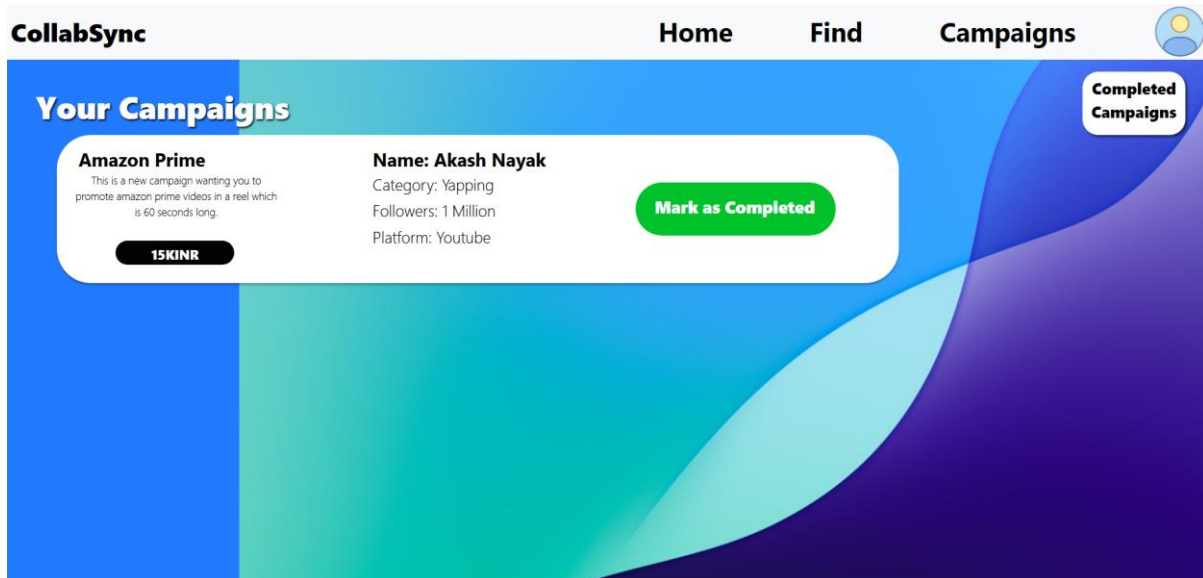 CollabSync
Home
Find
Campaigns
Your Campaigns
Completed
Campaigns
Amazon Prime
This is a new campaign wanting you to
promote amazon prime videos in a reel which
is 60 seconds long.
15KINR
Name: Akash Nayak
Category: Yapping
Followers: 1 Million
Platform: Youtube
Mark as Completed